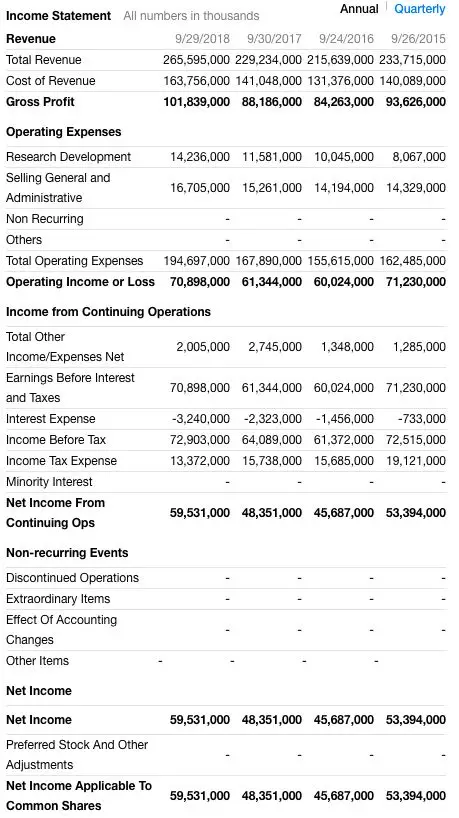 Income Statement All numbers in thousands Annual | Quarterly
Revenue 9/29/2018 9/30/2017 9/24/2016 9/26/2015
Total Revenue 265,595,000 229,234,000 215,639,000 233,715,000
Cost of Revenue 163,756,000 141,048,000 131,376,000 140,089,000
Gross Profit 101,839,000 88,186,000 84,263,000 93,626,000
Operating Expenses
Research Development 14,236,000 11,581,000 10,045,000 8,067,000
Selling General and
Administrative 16,705,000 15,261,000 14,194,000 14,329,000
Non Recurring - - - -
Others - - - -
Total Operating Expenses 194,697,000 167,890,000 155,615,000 162,485,000
Operating Income or Loss 70,898,000 61,344,000 60,024,000 71,230,000
Income from Continuing Operations
Total Other
Income/Expenses Net 2,005,000 2,745,000 1,348,000 1,285,000
Earnings Before Interest
and Taxes 70,898,000 61,344,000 60,024,000 71,230,000
Interest Expense -3,240,000 -2,323,000 -1,456,000 -733,000
Income Before Tax 72,903,000 64,089,000 61,372,000 72,515,000
Income Tax Expense 13,372,000 15,738,000 15,685,000 19,121,000
Minority Interest - - - -
Net Income From
Continuing Ops 59,531,000 48,351,000 45,687,000 53,394,000
Non-recurring Events
Discontinued Operations - - - -
Extraordinary Items - - - -
Effect Of Accounting
Changes - - - -
Other Items - - - -
Net Income
Net Income 59,531,000 48,351,000 45,687,000 53,394,000
Preferred Stock And Other
Adjustments - - - -
Net Income Applicable To
Common Shares 59,531,000 48,351,000 45,687,000 53,394,000